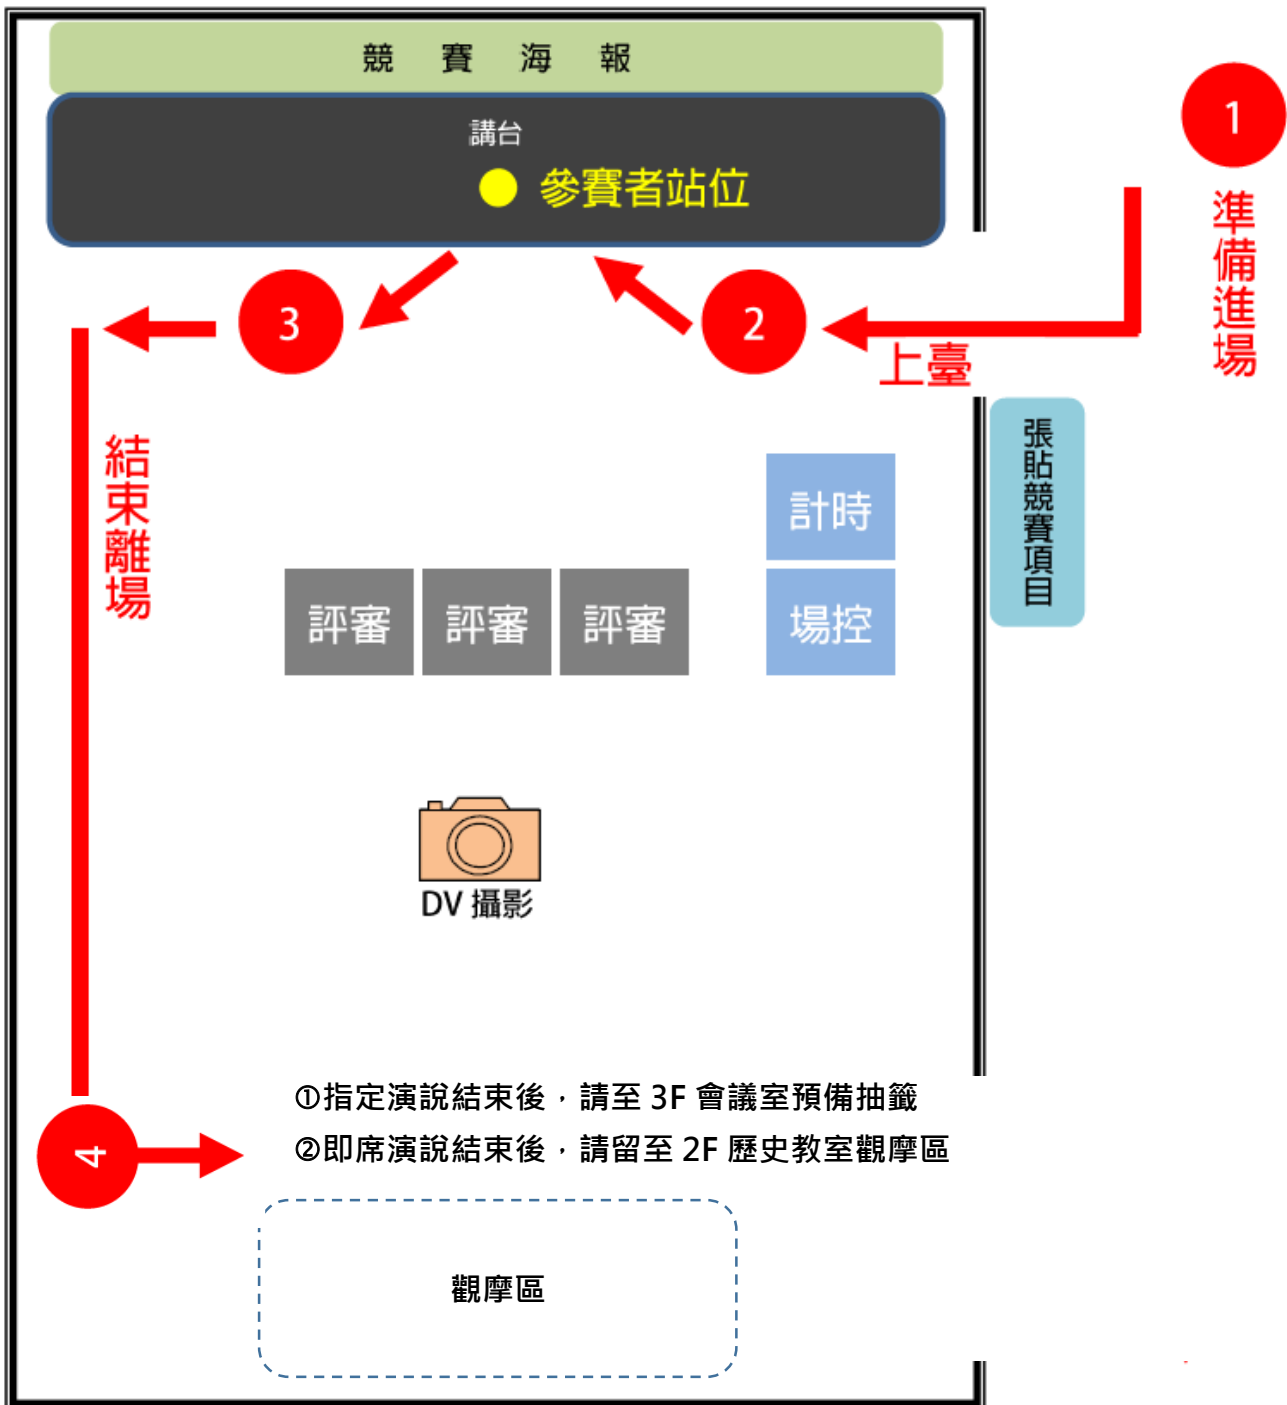 競賽海報
講台
參賽者站位
1
準備進場
2
上臺
3
結束離場
張貼競賽項目
計時
場控
評審 評審 評審
DV 攝影
①指定演說結束後，請至 3F 會議室預備抽籤
②即席演說結束後，請留至 2F 歷史教室觀摩區
4
觀摩區